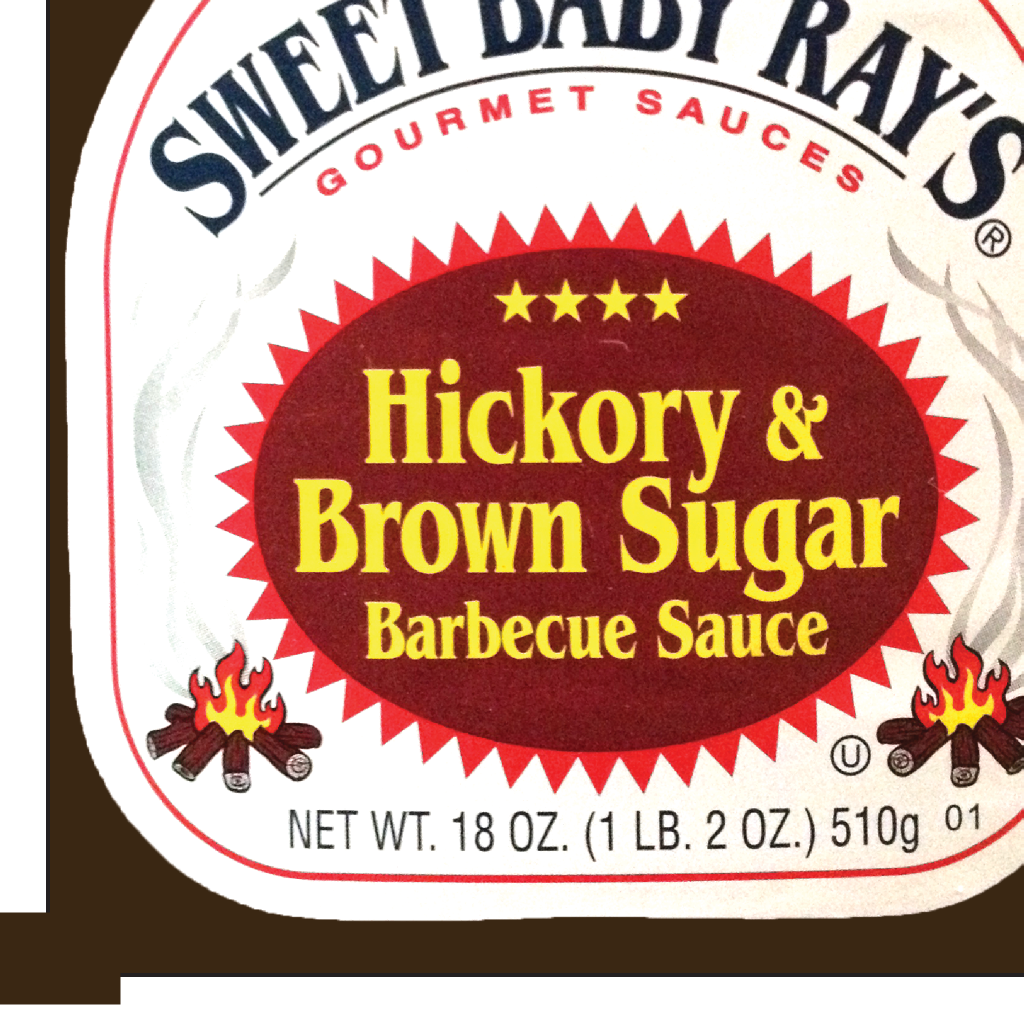 SWEET BABY RAY'S®
GOURMET SAUCES
Hickory &
Brown Sugar
Barbecue Sauce
U
NET WT. 18 OZ. (1 LB. 2 OZ.) 510g 01